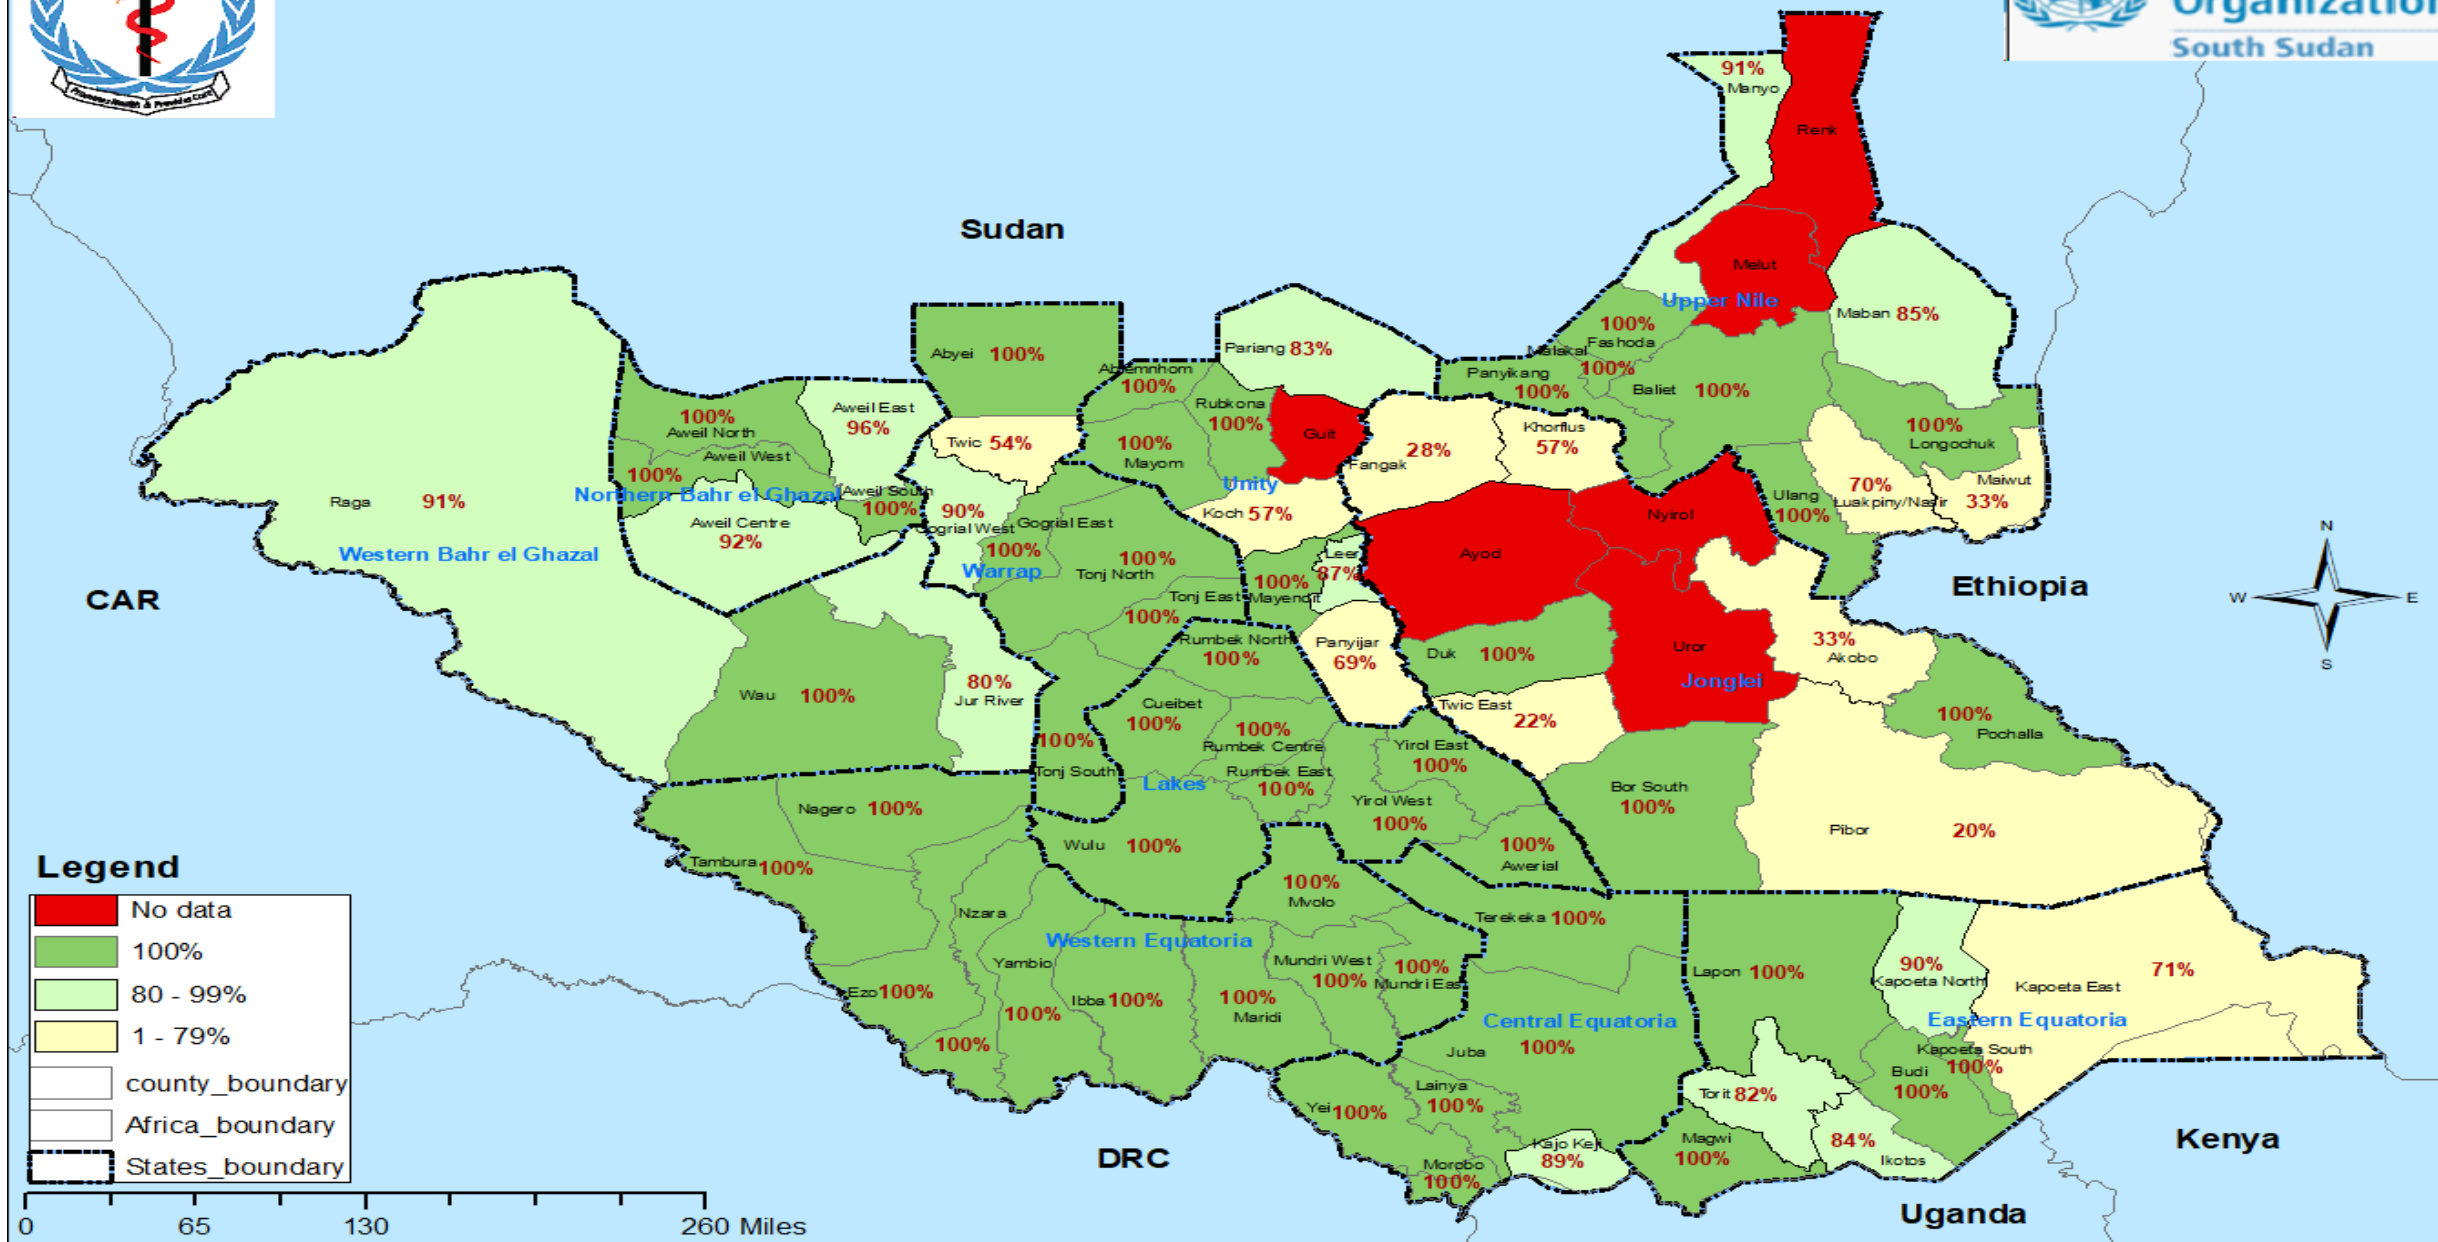 Promotes Health & Provides Care
Organization
South Sudan
Sudan
CAR
Ethiopia
DRC
Kenya
Uganda
N
W
E
S
91%
Manyo
Renk
Melut
Upper Nile
Maban 85%
100%
Fashoda
Malakal
100%
Panyikang
100%
Baliet 100%
100%
Longochuk
70%
Luakpiny/Nasir
Maiwut
33%
Ulang
100%
Abyei 100%
Abiemnhom
100%
Pariang 83%
Rubkona
100%
Guit
100%
Mayom
Unity
Koch 57%
Leer
87%
100%
Mayendit
Panyijar
69%
Fangak
28%
Khorflus
57%
Ayod
Nyirol
Uror
Jonglei
33%
Akobo
Duk 100%
Twic East
22%
100%
Pochalla
Pibor 20%
Bor South
100%
Raga 91%
Western Bahr el Ghazal
Wau 100%
80%
Jur River
100%
Aweil North
Aweil West
100%
Northern Bahr el Ghazal
Aweil East
96%
Aweil South
100%
Aweil Centre
92%
Twic 54%
90%
Gogrial West
Gogrial East
100%
Warrap
100%
Tonj North
Tonj East
100%
100%
Tonj South
Rumbek North
100%
Cueibet
100%
100%
Rumbek Centre
Rumbek East
100%
Lakes
Yirol East
100%
Yirol West
100%
100%
Awerial
Wulu 100%
Nagero 100%
Tambura 100%
Nzara
100%
Yambio
100%
Ezo 100%
Ibba 100%
Western Equatoria
100%
Maridi
100%
Mvolo
Mundri West
100%
100%
Mundri East
Terekeka 100%
Central Equatoria
Juba 100%
Lainya
100%
Yei 100%
Morobo
100%
Kajo Keji
89%
Lapon 100%
90%
Kapoeta North
71%
Kapoeta East
Eastern Equatoria
Kapoeta South
100%
Budi
100%
Torit 82%
84%
Ikotos
Magwi
100%
Legend
No data
100%
80 - 99%
1 - 79%
county_boundary
Africa_boundary
States_boundary
0 65 130 260 Miles